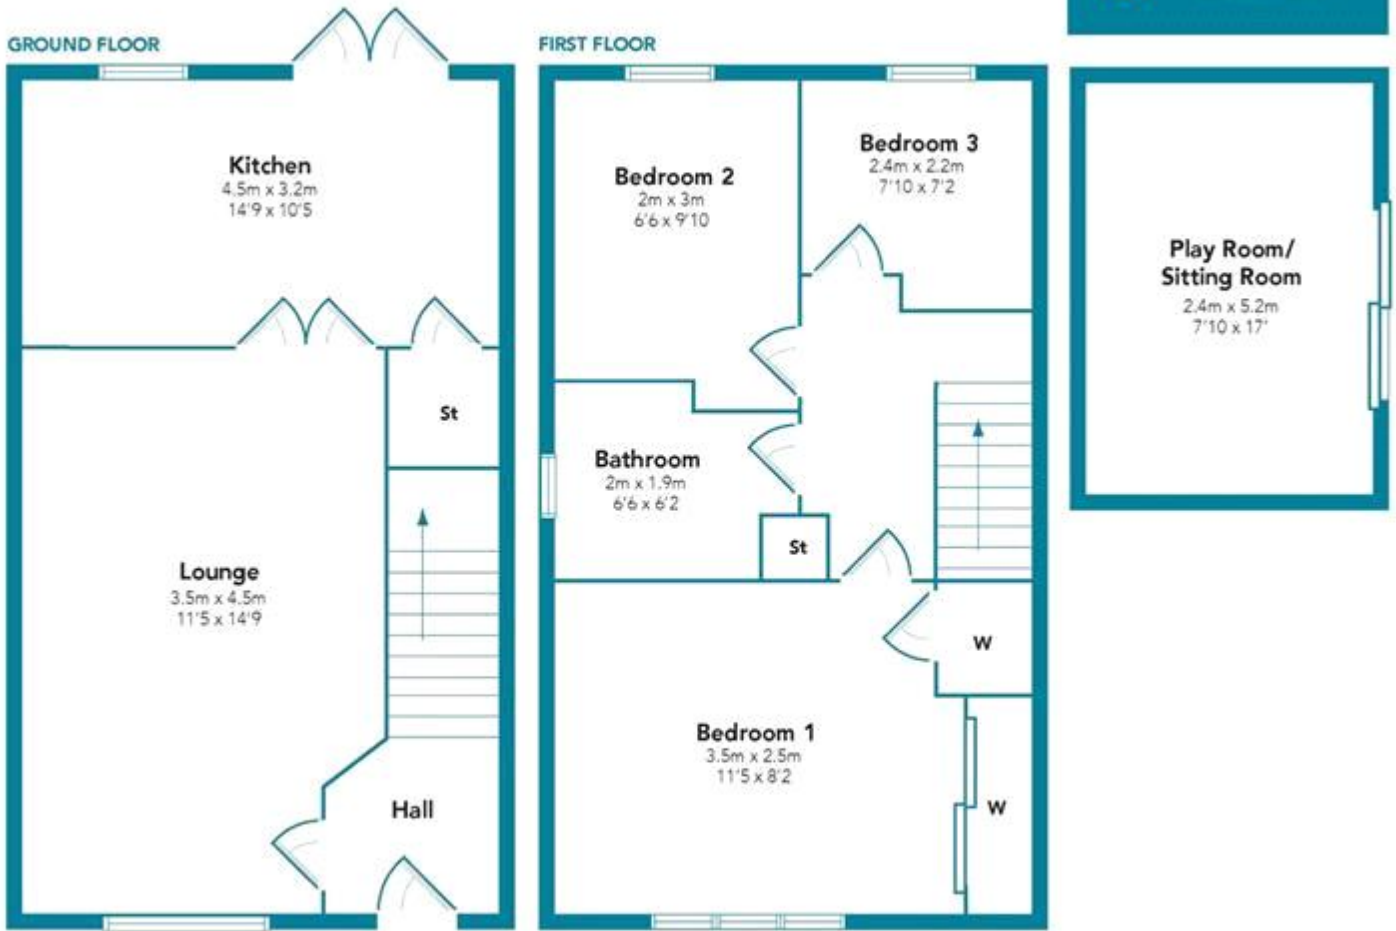 GROUND FLOOR
Kitchen
4.5m x 3.2m
14'9 x 10'5
St
Lounge
3.5m x 4.5m
11'5 x 14'9
Hall
FIRST FLOOR
Bedroom 2
2m x 3m
6'6 x 9'10
Bedroom 3
2.4m x 2.2m
7'10 x 7'2
Bathroom
2m x 1.9m
6'6 x 6'2
St
W
Bedroom 1
3.5m x 2.5m
11'5 x 8'2
W
Play Room/
Sitting Room
2.4m x 5.2m
7'10 x 17'